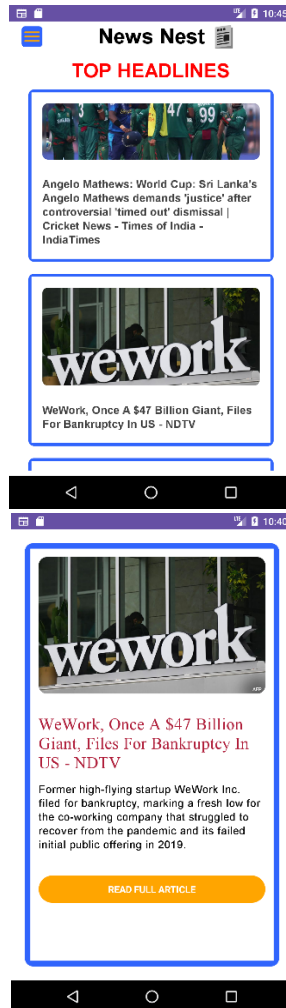 10:45
News Nest
TOP HEADLINES
47
99
Angelo Mathews: World Cup: Sri Lanka's
Angelo Mathews demands 'justice' after
controversial 'timed out' dismissal |
Cricket News - Times of India -
IndiaTimes
wework
WeWork, Once A $47 Billion Giant, Files
For Bankruptcy In US - NDTV
10:40
wework
AFP
WeWork, Once A $47 Billion
Giant, Files For Bankruptcy In
US - NDTV
Former high-flying startup WeWork Inc.
filed for bankruptcy, marking a fresh low for
the co-working company that struggled to
recover from the pandemic and its failed
initial public offering in 2019.
READ FULL ARTICLE